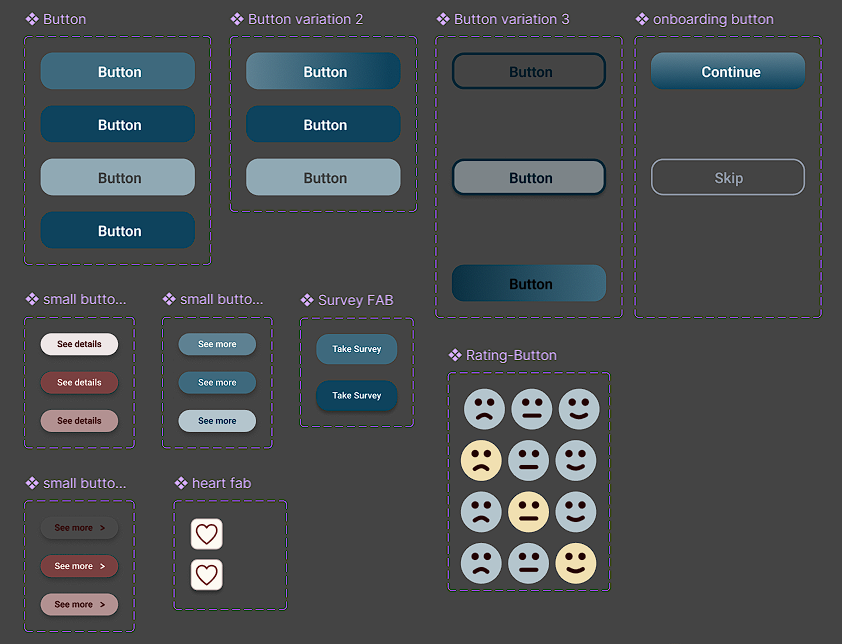 Button
Button
Button
Button
Button
Button variation 2
Button
Button
Button
Button variation 3
Button
Button
Button
onboarding button
Continue
Skip
small butto...
See details
See details
See details
small butto...
See more
See more
See more
Survey FAB
Take Survey
Take Survey
Rating-Button
small butto...
See more >
See more >
See more >
heart fab